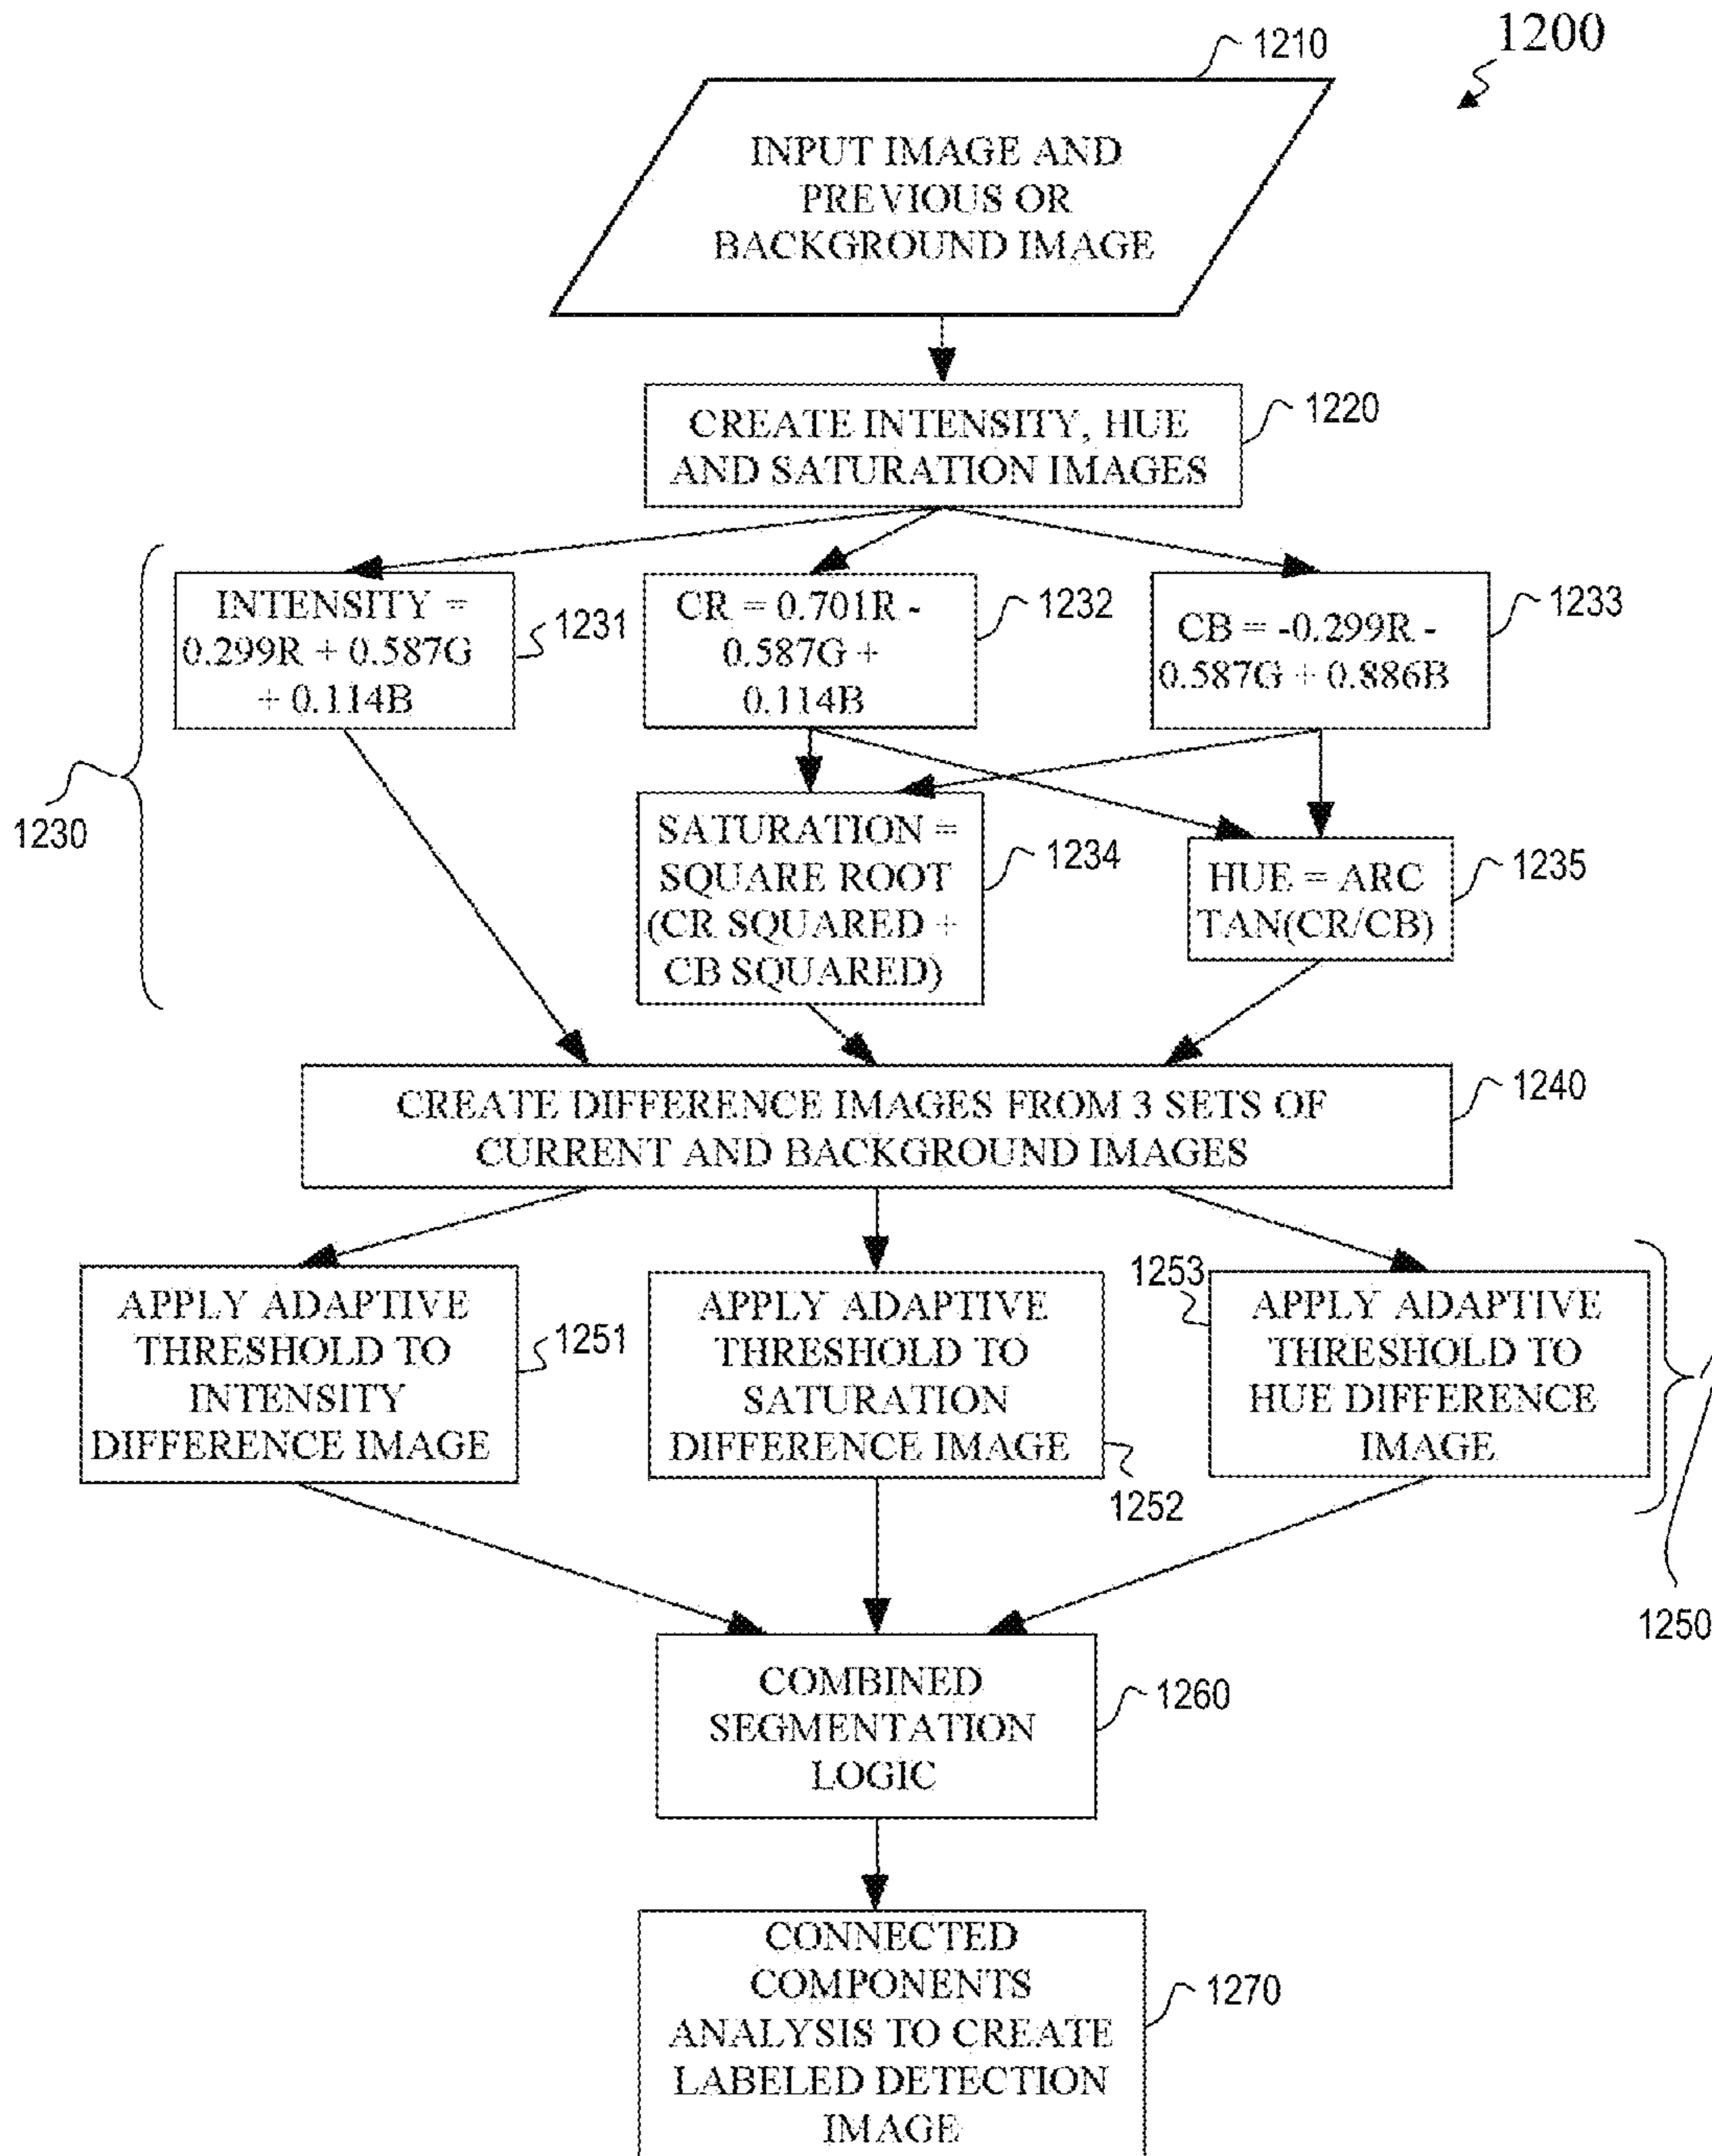 1200
1210
INPUT IMAGE AND
PREVIOUS OR
BACKGROUND IMAGE
CREATE INTENSITY, HUE
AND SATURATION IMAGES
1220
1230
INTENSITY =
0.299R + 0.587G
+ 0.114B
1231
CR = 0.701R -
0.587G +
0.114B
1232
CB = -0.299R -
0.587G + 0.886B
1233
SATURATION =
SQUARE ROOT
(CR SQUARED +
CB SQUARED)
1234
HUE = ARC
TAN(CR/CB)
1235
CREATE DIFFERENCE IMAGES FROM 3 SETS OF
CURRENT AND BACKGROUND IMAGES
1240
APPLY ADAPTIVE
THRESHOLD TO
INTENSITY
DIFFERENCE IMAGE
1251
APPLY ADAPTIVE
THRESHOLD TO
SATURATION
DIFFERENCE IMAGE
1252
1253
APPLY ADAPTIVE
THRESHOLD TO
HUE DIFFERENCE
IMAGE
1250
COMBINED
SEGMENTATION
LOGIC
1260
CONNECTED
COMPONENTS
ANALYSIS TO CREATE
LABELED DETECTION
IMAGE
1270